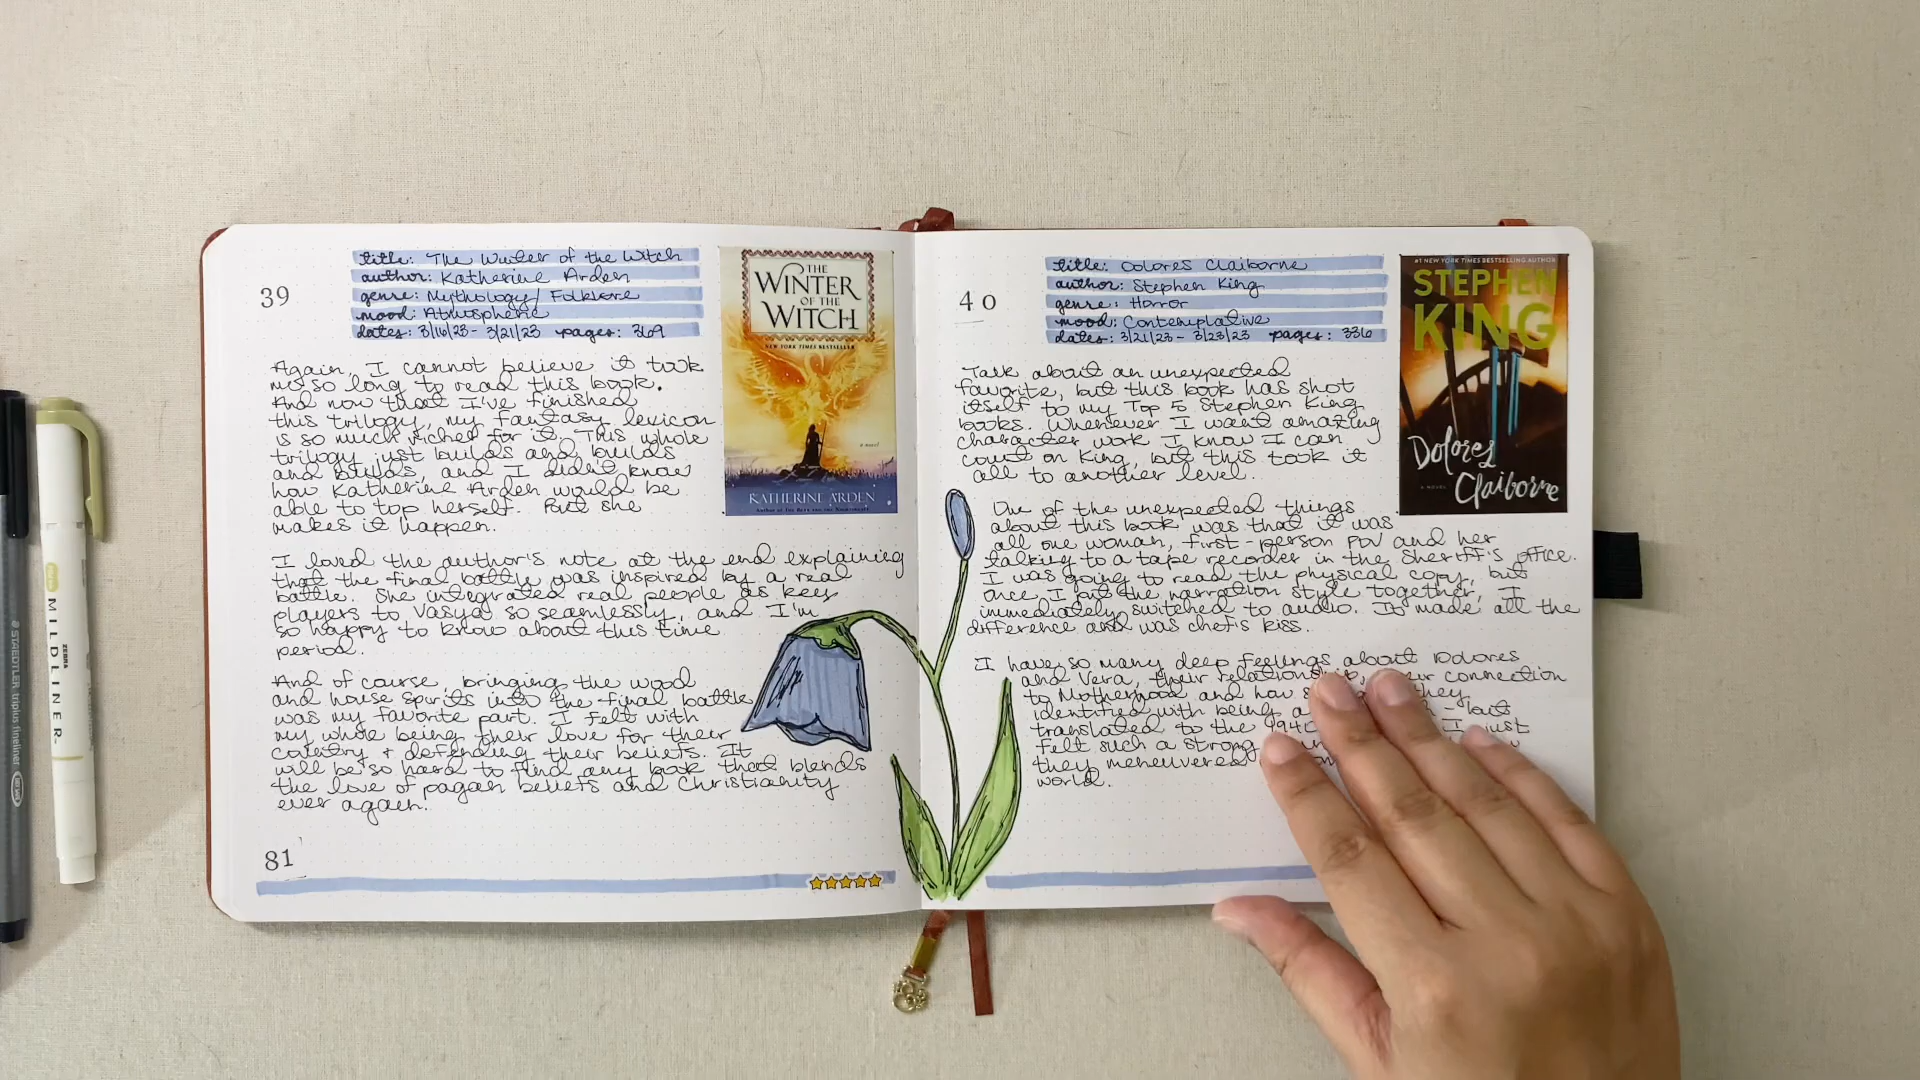 39
title: The Winter of the Witch
author: Katherine Arden
genre: Mythology/ Folklore
mood: Atmospheric
dates: 3/16/23 - 3/21/23 pages: 369
THE
WINTER
OF THE
WITCH
NEW YORK TIMES BESTSELLER
a novel
KATHERINE ARDEN
Again, I cannot believe it took
me so long to read this book.
And now that I've finished
this trilogy, my fantasy lexicon
is so much richer for it. This whole
trilogy just builds and builds
and builds, and I didn't know
how Katherine Arden would be
able to top herself. But she
makes it happen.
I loved the author's note at the end explaining
that the final battle was inspired by a real
battle. She integrated real people as key
players to Vasya so seamlessly, and I'm
so happy to know about this time
period.
And of course, bringing the wood
and house spirits into the final battle
was my favorite part. I felt with
my whole being their love for their
country + defending their beliefs. It
will be so hard to find any book that blends
the love of pagan beliefs and Christianity
ever again.
81
40
title: Dolores Claiborne
author: Stephen King
genre: Horror
mood: Contemplative
dates: 3/21/23 - 3/23/23 pages: 336
#1 NEW YORK TIMES BESTSELLING AUTHOR
STEPHEN
KING
Dolores
A NOVEL
Claiborne
Talk about an unexpected
favorite, but this book has shot
itself to my Top 5 Stephen King
books. Whenever I want amazing
character work I know I can
count on King, but this took it
all to another level.
One of the unexpected things
about this book was that it was
all one woman, first-person POV and her
talking to a tape recorder in the sheriff's office.
I was going to read the physical copy, but
once I put the narration style together, I
immediately switched to audio. It made all the
difference and was chef's kiss.
I have so many deep feelings about Dolores
and Vera, their relationship, their connection
to Motherhood and how they
identified with being a - but
translated to the 1940 I just
felt such a strong
they maneuvered
world.
STAEDTLER triplus fineliner
ZEBRA
MILDLINER